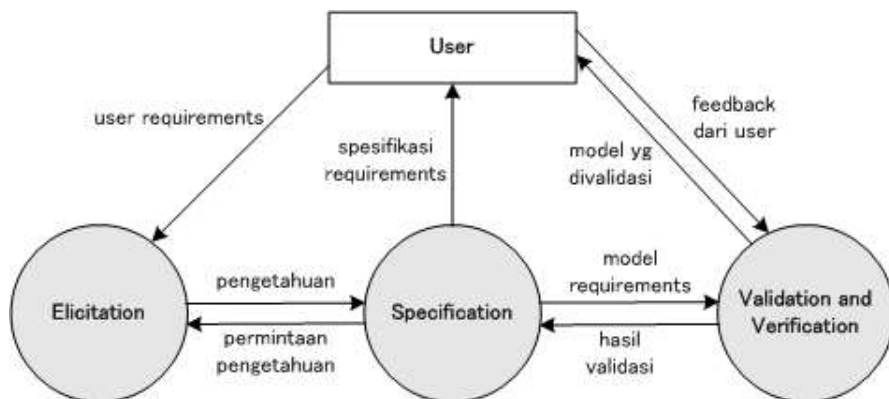 User
user requirements
spesifikasi
requirements
model yg
divalidasi
feedback
dari user
Elicitation
pengetahuan
permintaan
pengetahuan
Specification
model
requirements
hasil
validasi
Validation and
Verification